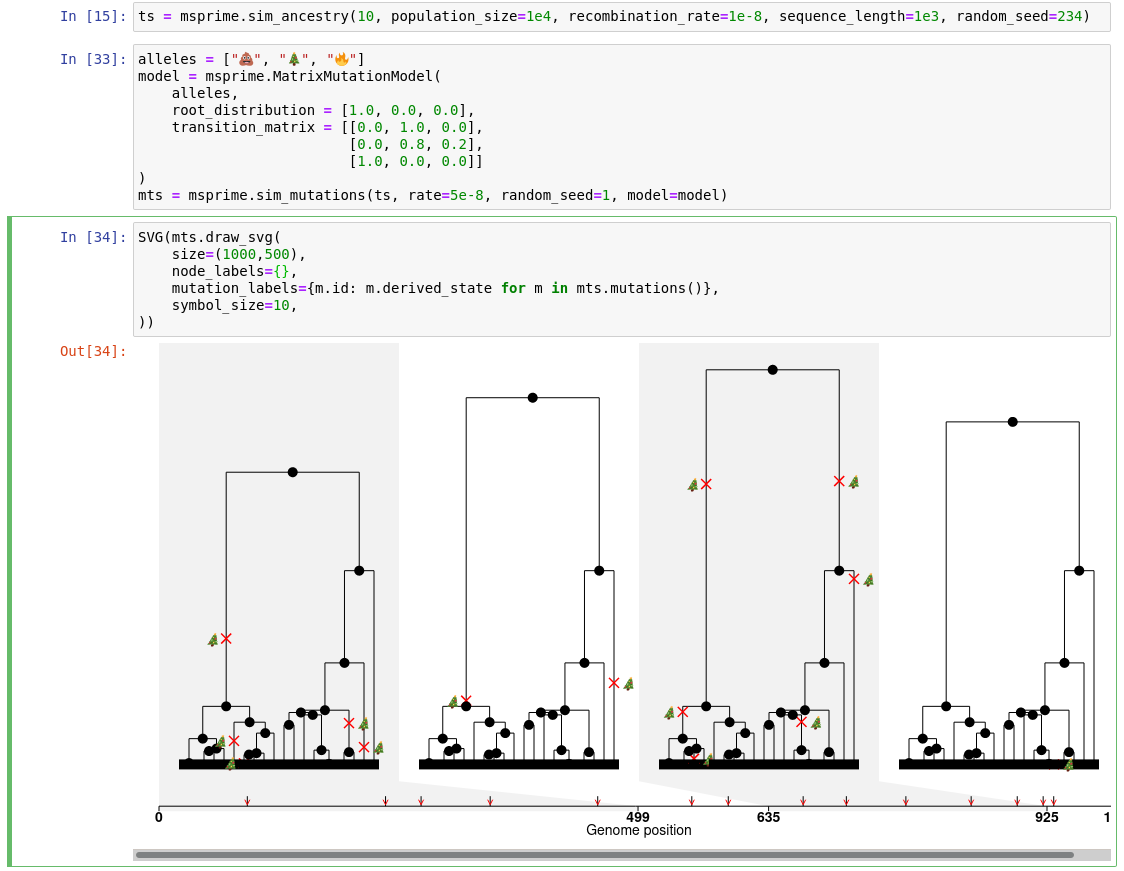 In [15]: ts = msprime.sim_ancestry(10, population_size=1e4, recombination_rate=1e-8, sequence_length=1e3, random_seed=234)
In [33]: alleles = ["💩", "🎄", "🔥"]
model = msprime.MatrixMutationModel(
    alleles,
    root_distribution = [1.0, 0.0, 0.0],
    transition_matrix = [[0.0, 1.0, 0.0],
                         [0.0, 0.8, 0.2],
                         [1.0, 0.0, 0.0]]
)
mts = msprime.sim_mutations(ts, rate=5e-8, random_seed=1, model=model)
In [34]: SVG(mts.draw_svg(
    size=(1000,500),
    node_labels={},
    mutation_labels={m.id: m.derived_state for m in mts.mutations()},
    symbol_size=10,
))
Out[34]:
0 499 635 925 1
Genome position